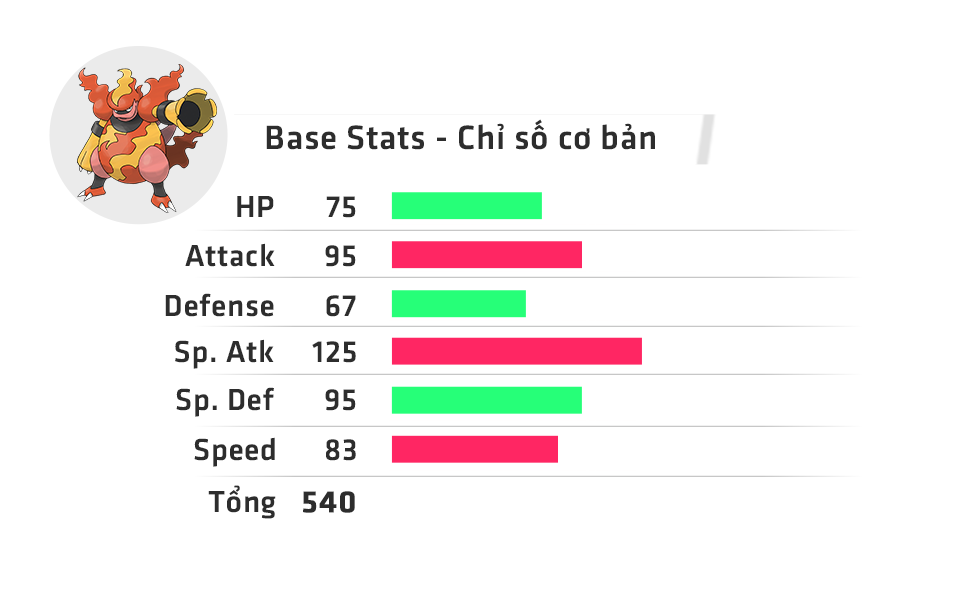 Base Stats - Chỉ số cơ bản
HP 75
Attack 95
Defense 67
Sp. Atk 125
Sp. Def 95
Speed 83
Tổng 540